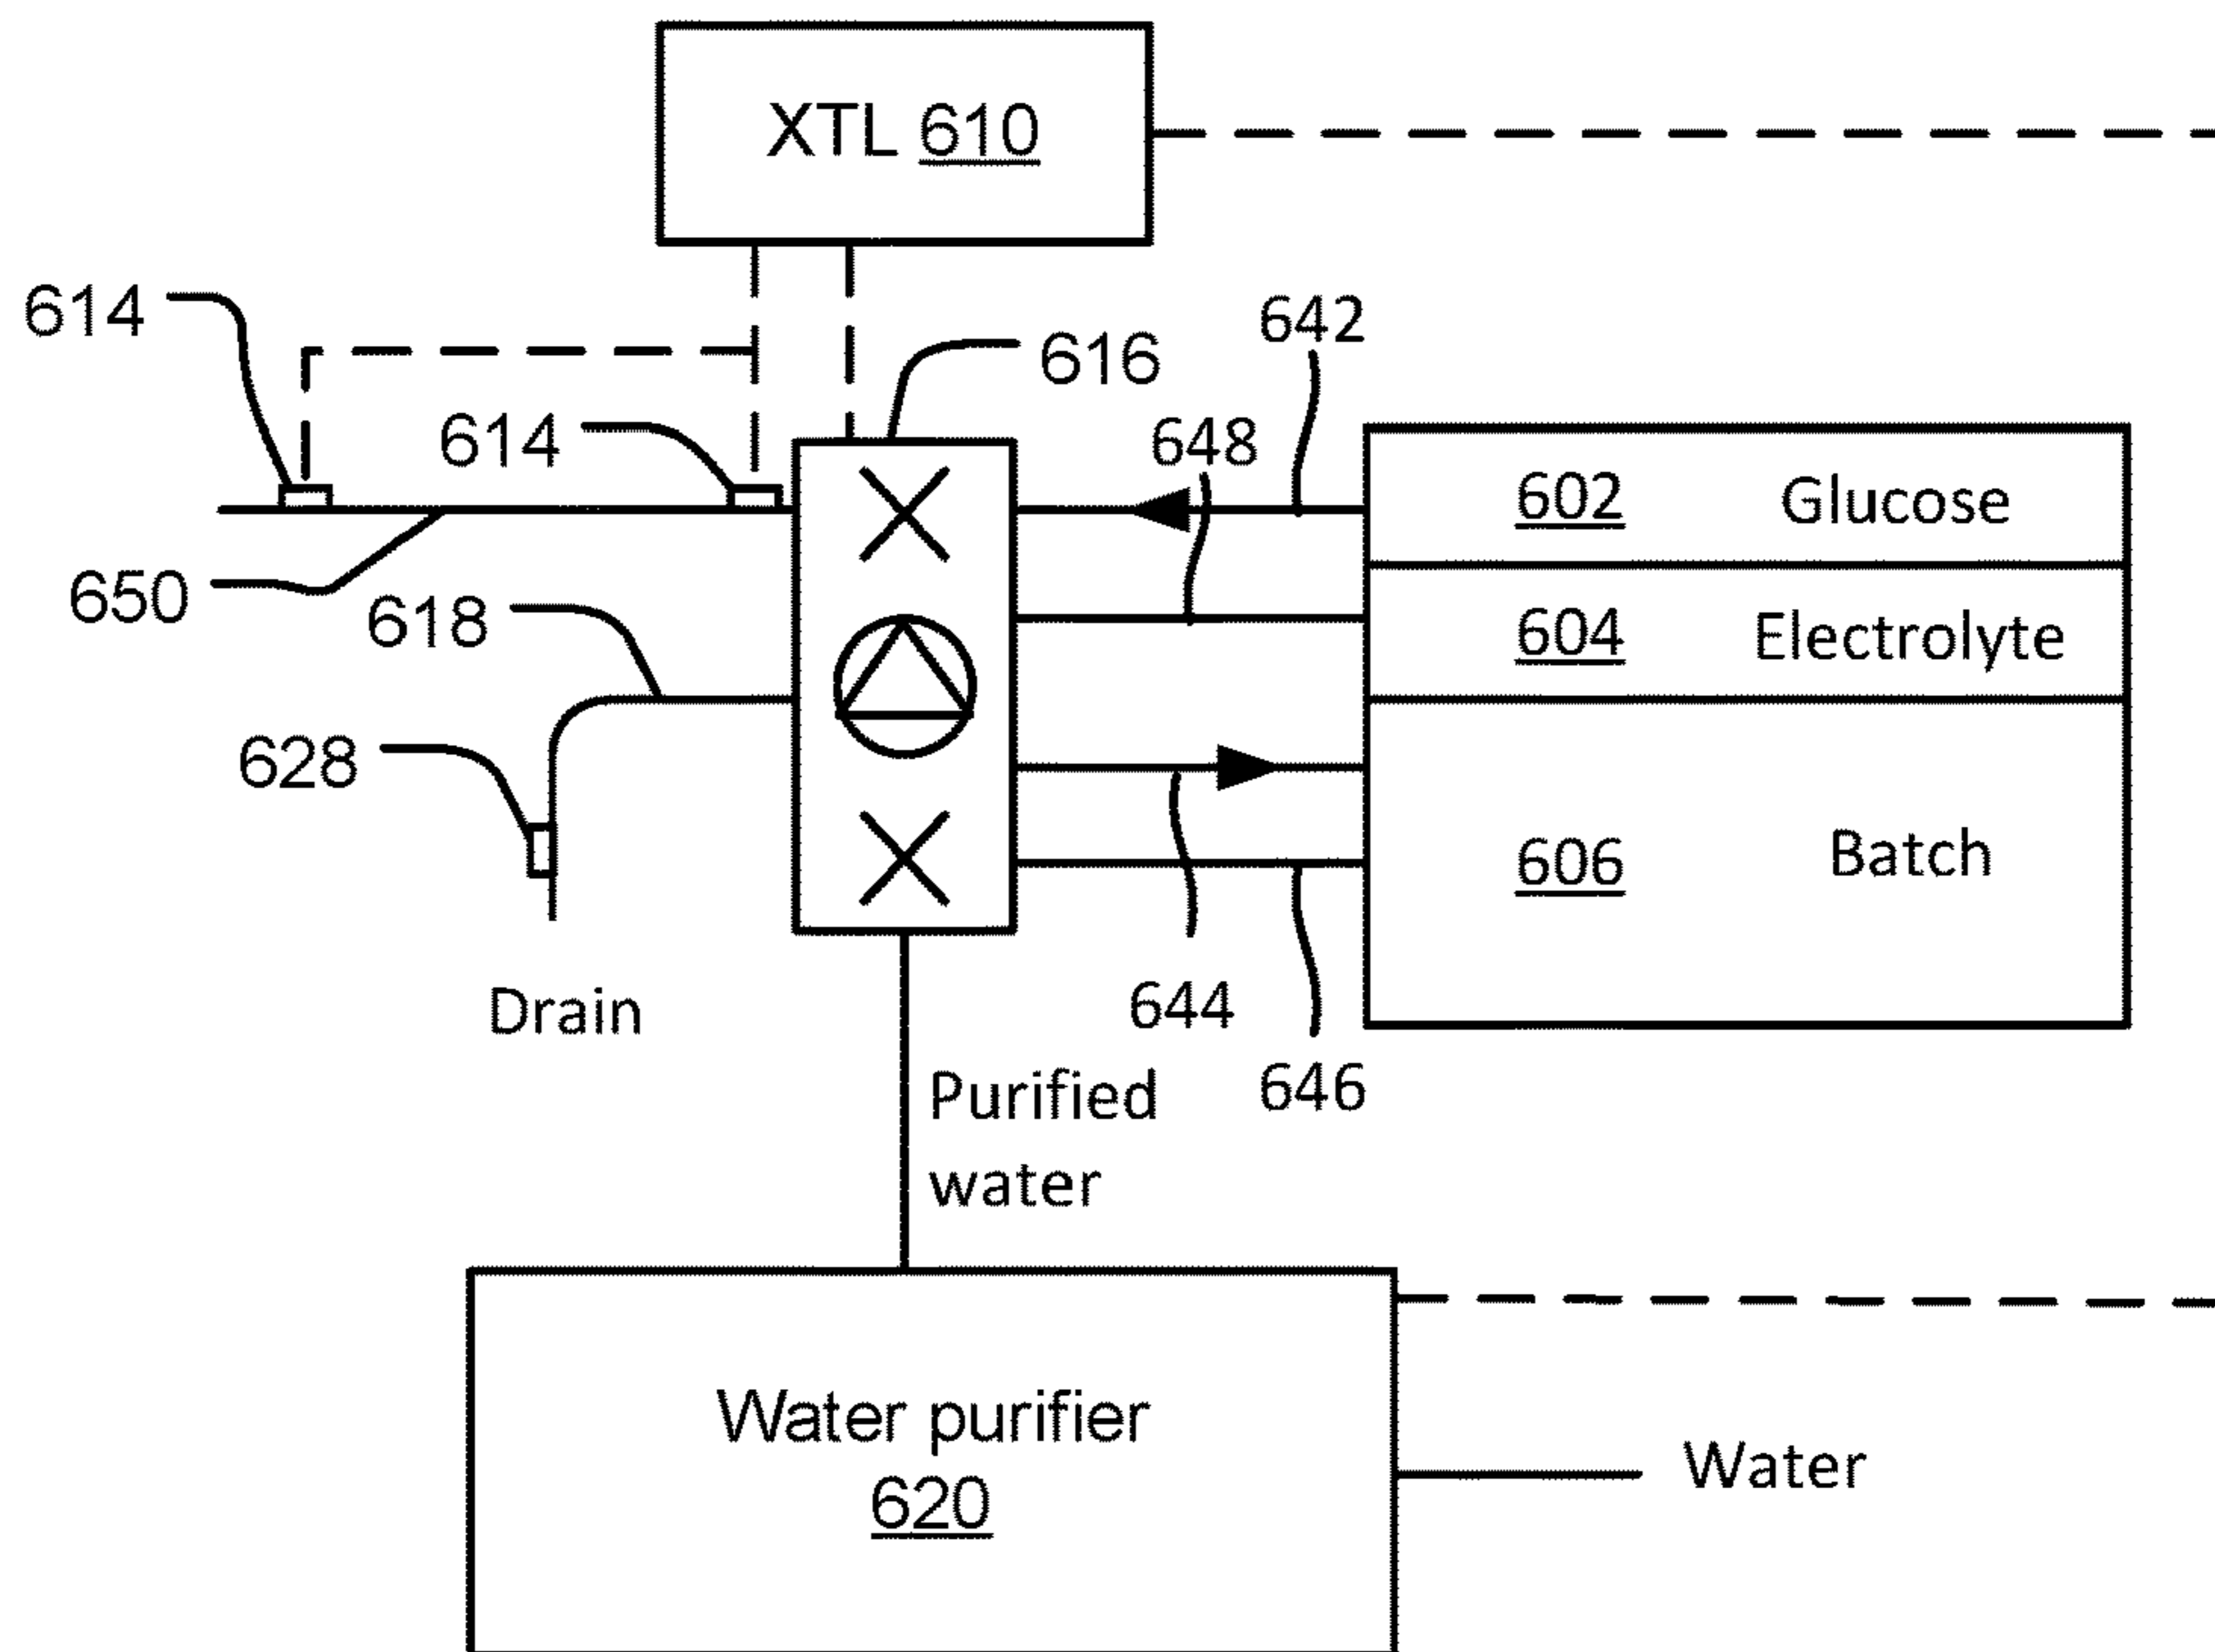 XTL 610
614
642
616
614
648
602 Glucose
650
618
604 Electrolyte
628
606 Batch
Drain
644
646
Purified
water
Water purifier
620
Water